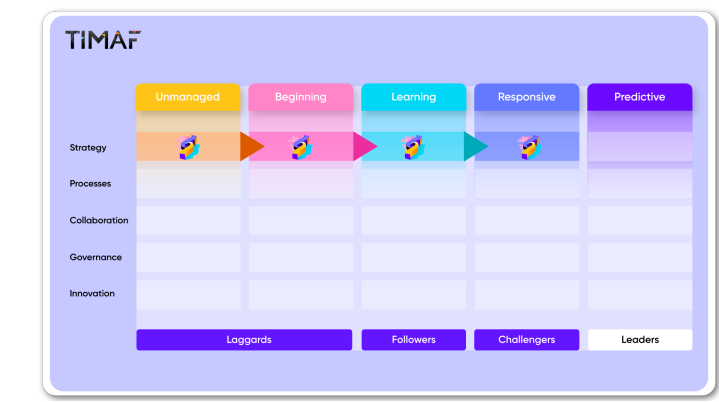 TIMAF
Unmanaged Beginning Learning Responsive Predictive
Strategy
Processes
Collaboration
Governance
Innovation
Laggards Followers Challengers Leaders